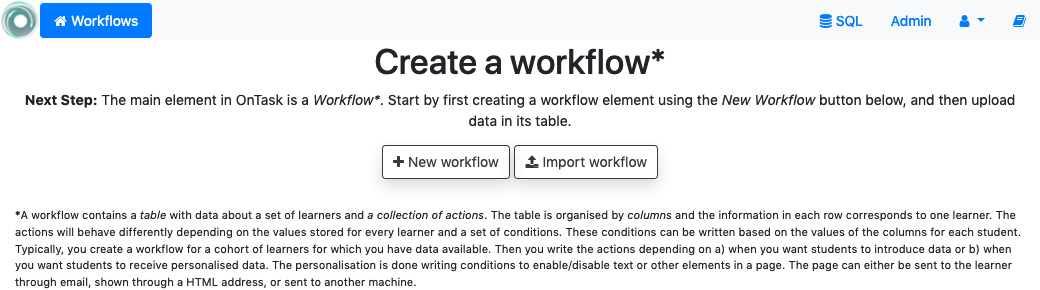 Workflows
SQL
Admin
Create a workflow*
Next Step: The main element in OnTask is a Workflow*. Start by first creating a workflow element using the New Workflow button below, and then upload
data in its table.
New workflow
Import workflow
*A workflow contains a table with data about a set of learners and a collection of actions. The table is organised by columns and the information in each row corresponds to one learner. The
actions will behave differently depending on the values stored for every learner and a set of conditions. These conditions can be written based on the values of the columns for each student.
Typically, you create a workflow for a cohort of learners for which you have data available. Then you write the actions depending on a) when you want students to introduce data or b) when
you want students to receive personalised data. The personalisation is done writing conditions to enable/disable text or other elements in a page. The page can either be sent to the learner
through email, shown through a HTML address, or sent to another machine.